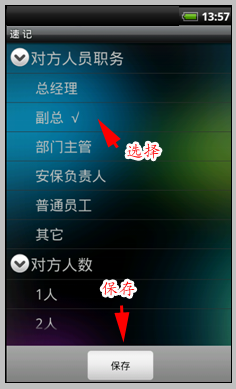 13:57
速 记
对方人员职务
总经理
副总 √
选择
部门主管
安保负责人
普通员工
其它
对方人数
保存
1人
2人
保存